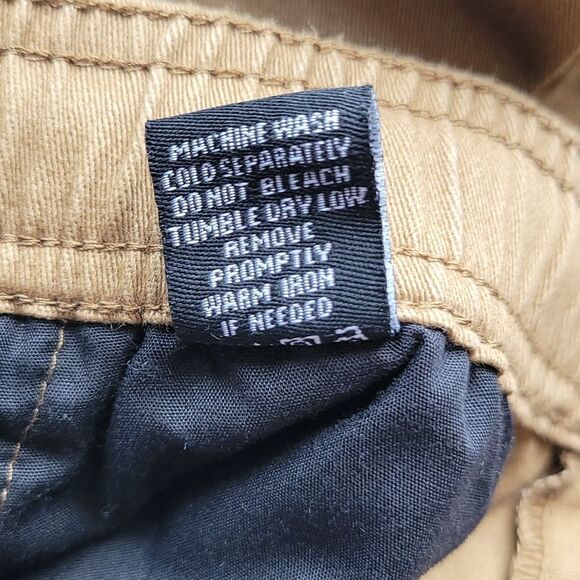 MACHINE WASH
COLD SEPARATELY
DO NOT BLEACH
TUMBLE DRY LOW
REMOVE
PROMPTLY
WARM IRON
IF NEEDED